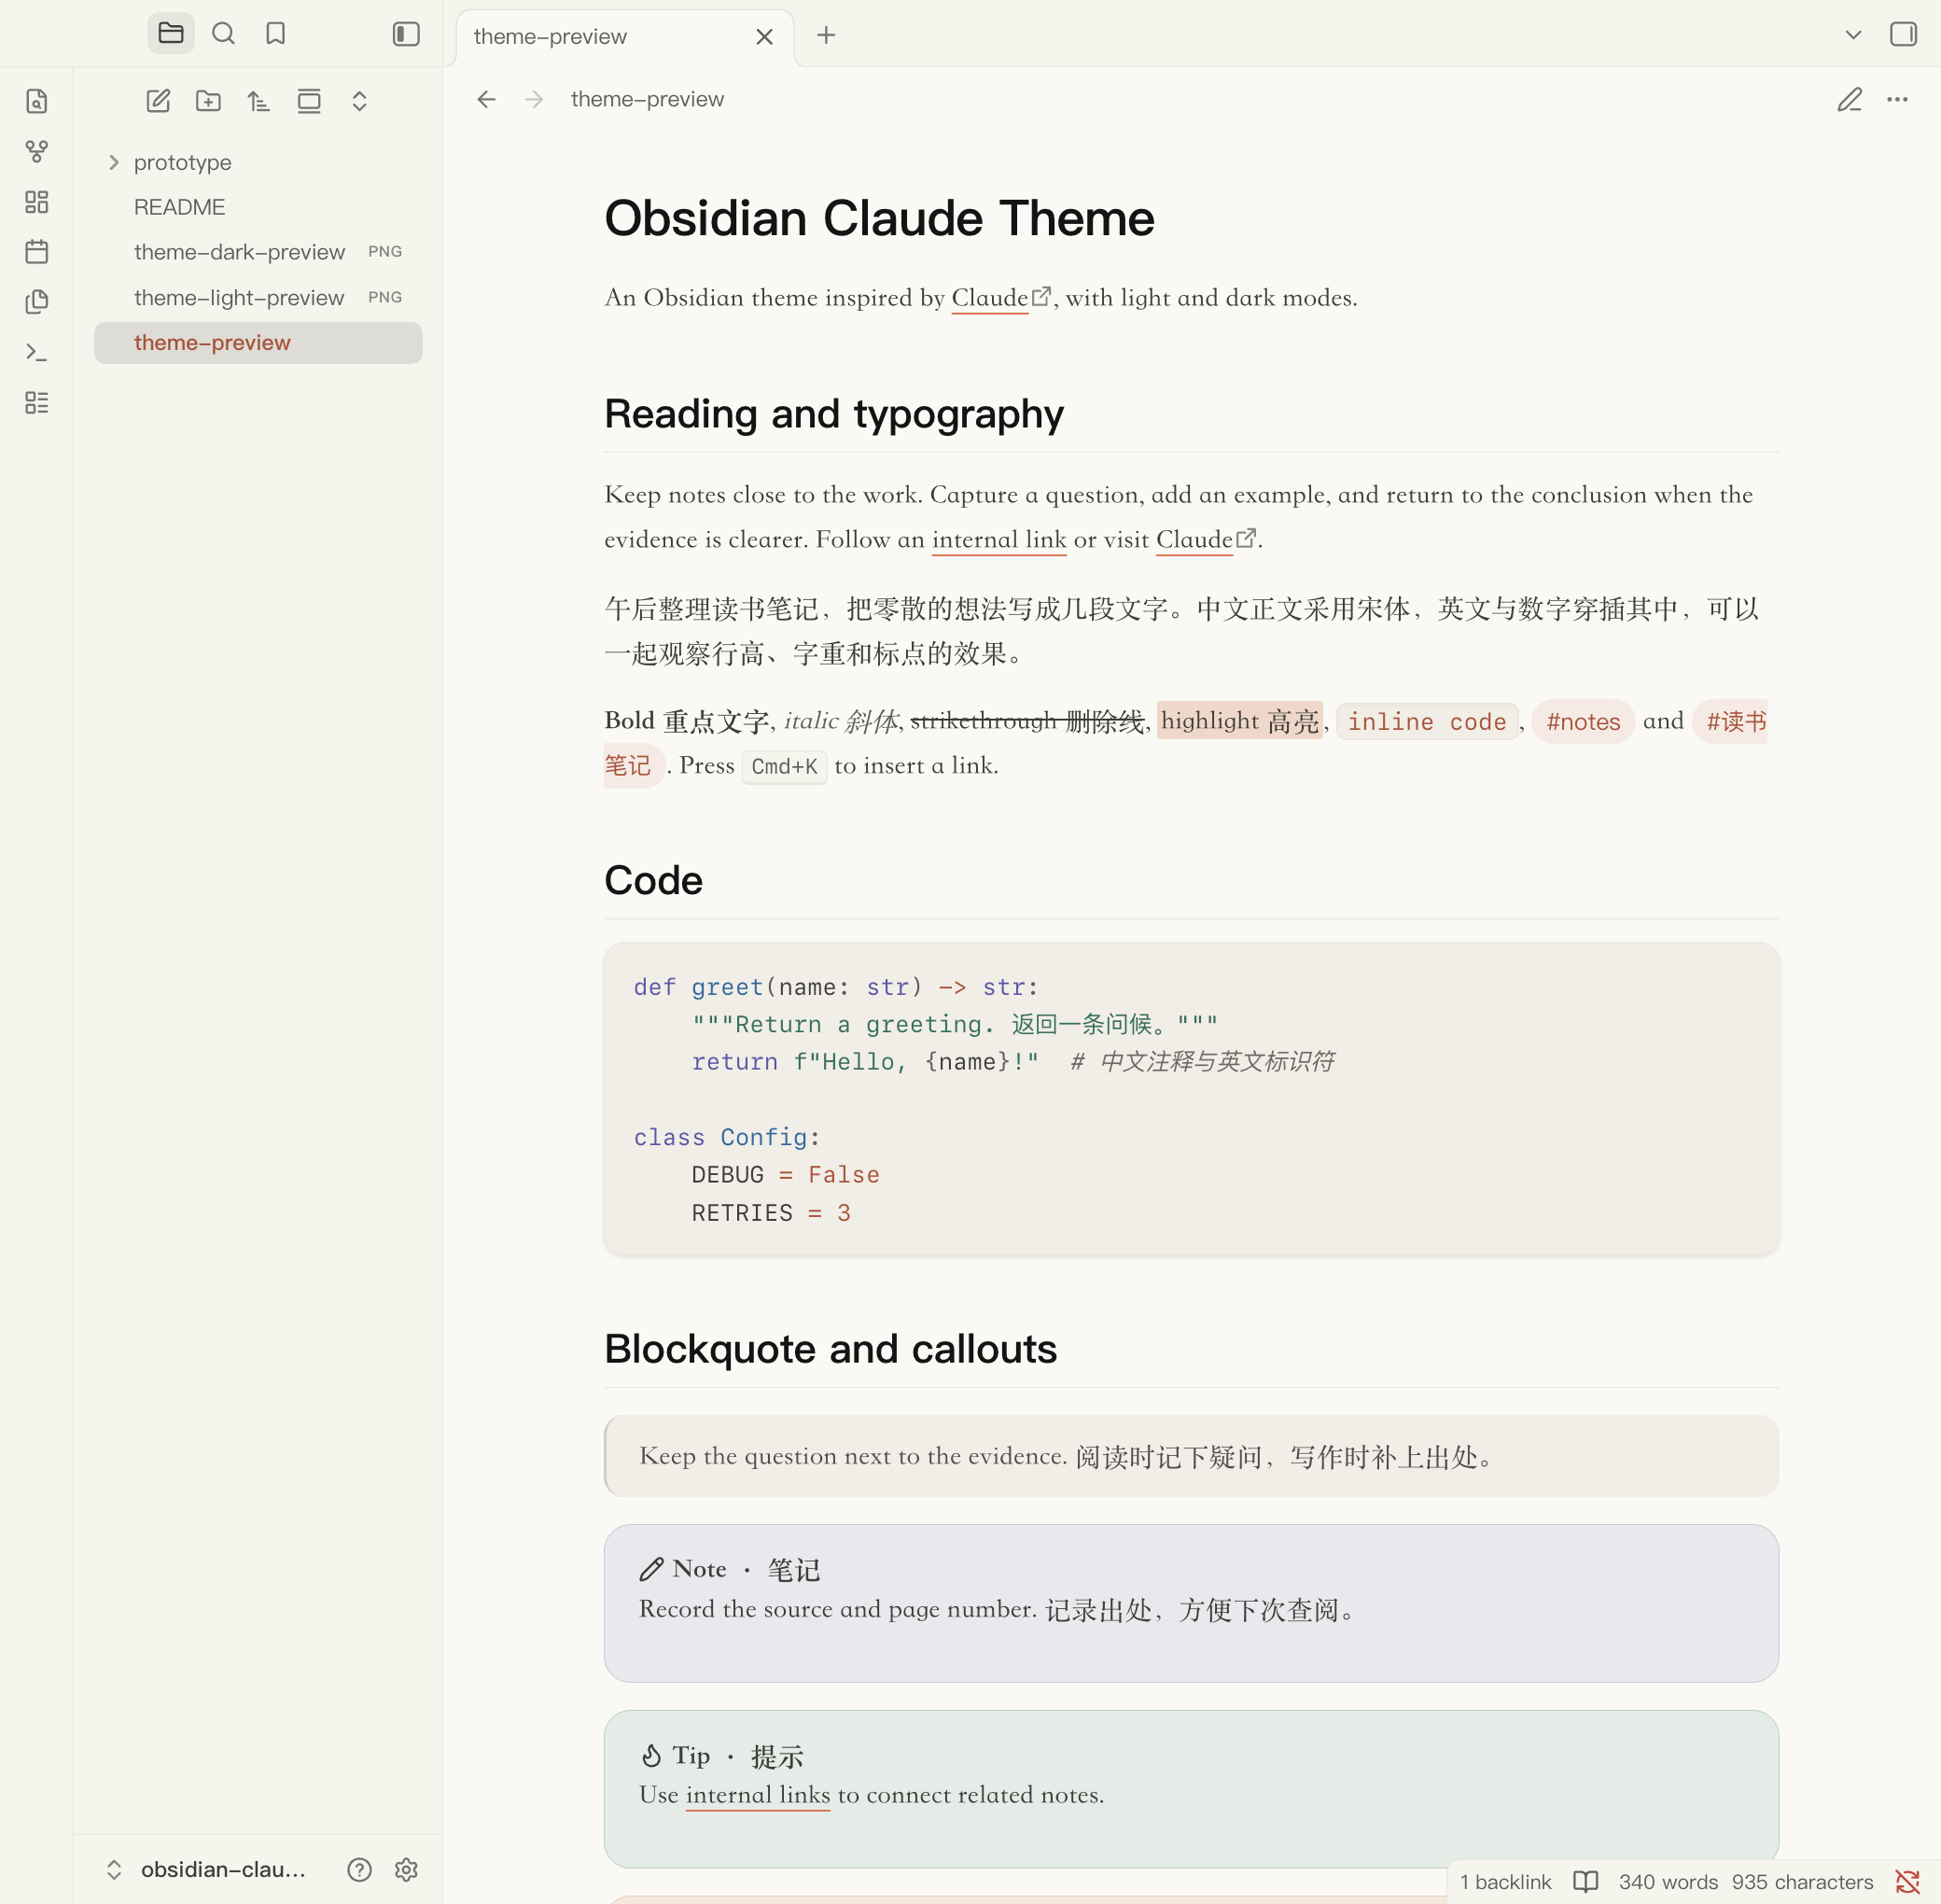 theme-preview
theme-preview
prototype
README
theme-dark-preview PNG
theme-light-preview PNG
theme-preview
Obsidian Claude Theme
An Obsidian theme inspired by Claude, with light and dark modes.
Reading and typography
Keep notes close to the work. Capture a question, add an example, and return to the conclusion when the
evidence is clearer. Follow an internal link or visit Claude.
午后整理读书笔记，把零散的想法写成几段文字。中文正文采用宋体，英文与数字穿插其中，可以
一起观察行高、字重和标点的效果。
Bold 重点文字, italic 斜体, strikethrough 删除线, highlight 高亮, inline code, #notes and #读书
笔记. Press Cmd+K to insert a link.
Code
def greet(name: str) -> str:
    """Return a greeting. 返回一条问候。"""
    return f"Hello, {name}!"  # 中文注释与英文标识符
class Config:
    DEBUG = False
    RETRIES = 3
Blockquote and callouts
Keep the question next to the evidence. 阅读时记下疑问，写作时补上出处。
Note · 笔记
Record the source and page number. 记录出处，方便下次查阅。
Tip · 提示
Use internal links to connect related notes.
obsidian-clau...
1 backlink 340 words 935 characters